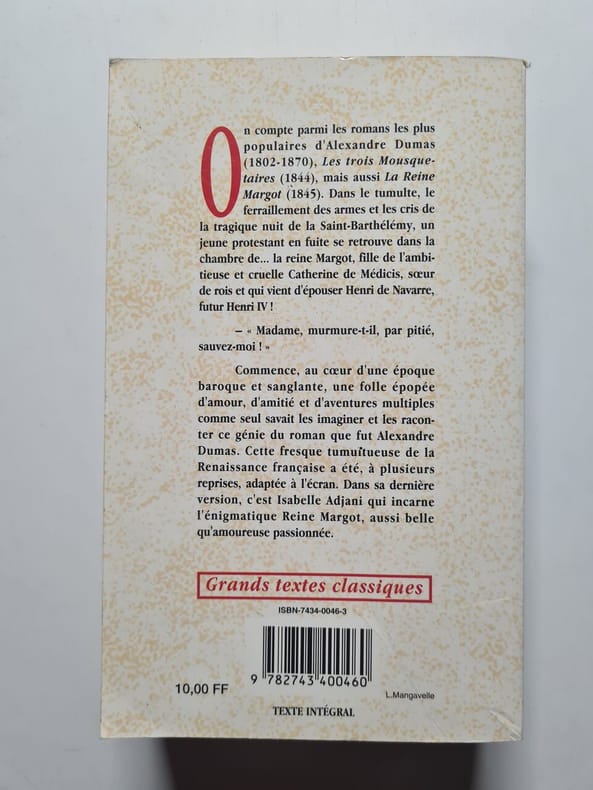 On compte parmi les romans les plus
populaires d'Alexandre Dumas
(1802-1870), Les trois Mousque-
taires (1844), mais aussi La Reine
Margot (1845). Dans le tumulte, le
ferraillement des armes et les cris de
la tragique nuit de la Saint-Barthélémy, un
jeune protestant en fuite se retrouve dans la
chambre de... la reine Margot, fille de l'ambi-
tieuse et cruelle Catherine de Médicis, sœur
de rois et qui vient d'épouser Henri de Navarre,
futur Henri IV !
– « Madame, murmure-t-il, par pitié,
sauvez-moi ! »
Commence, au cœur d'une époque
baroque et sanglante, une folle épopée
d'amour, d'amitié et d'aventures multiples
comme seul savait les imaginer et les racon-
ter ce génie du roman que fut Alexandre
Dumas. Cette fresque tumultueuse de la
Renaissance française a été, à plusieurs
reprises, adaptée à l'écran. Dans sa dernière
version, c'est Isabelle Adjani qui incarne
l'énigmatique Reine Margot, aussi belle
qu'amoureuse passionnée.
Grands textes classiques
ISBN-7434-0046-3
9 782743 400460
10,00 FF
L.Mangavelle
TEXTE INTÉGRAL